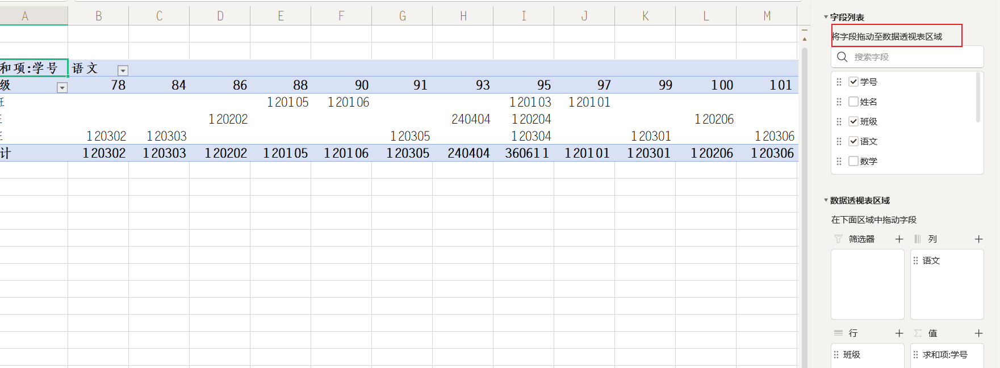 A B C D E F G H I J K L M
和项:学号 语文
级 78 84 86 88 90 91 93 95 97 99 100 101
120105 120106 120103 120101
120202 240404 120204 120206
120302 120303 120305 120304 120301 120306
计 120302 120303 120202 120105 120106 120305 240404 360611 120101 120301 120206 120306
字段列表
将字段拖动至数据透视表区域
搜索字段
学号
姓名
班级
语文
数学
数据透视表区域
在下面区域中拖动字段
筛选器 列
语文
行 值
班级 求和项:学号